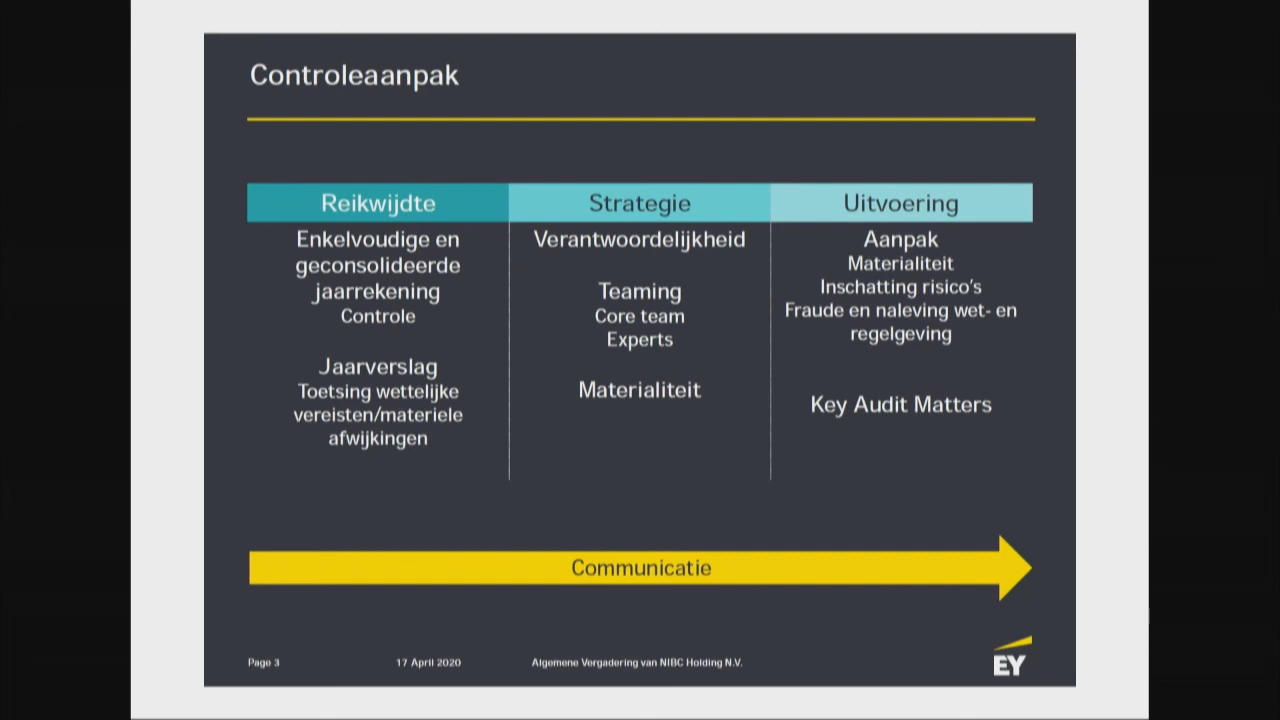 Controleaanpak
Reikwijdte
Enkelvoudige en
geconsolideerde
jaarrekening
Controle
Jaarverslag
Toetsing wettelijke
vereisten/materiele
afwijkingen
Strategie
Verantwoordelijkheid
Teaming
Core team
Experts
Materialiteit
Uitvoering
Aanpak
Materialiteit
Inschatting risico's
Fraude en naleving wet- en
regelgeving
Key Audit Matters
Communicatie
Page 3
17 April 2020
Algemene Vergadering van NIBC Holding N.V.
EY